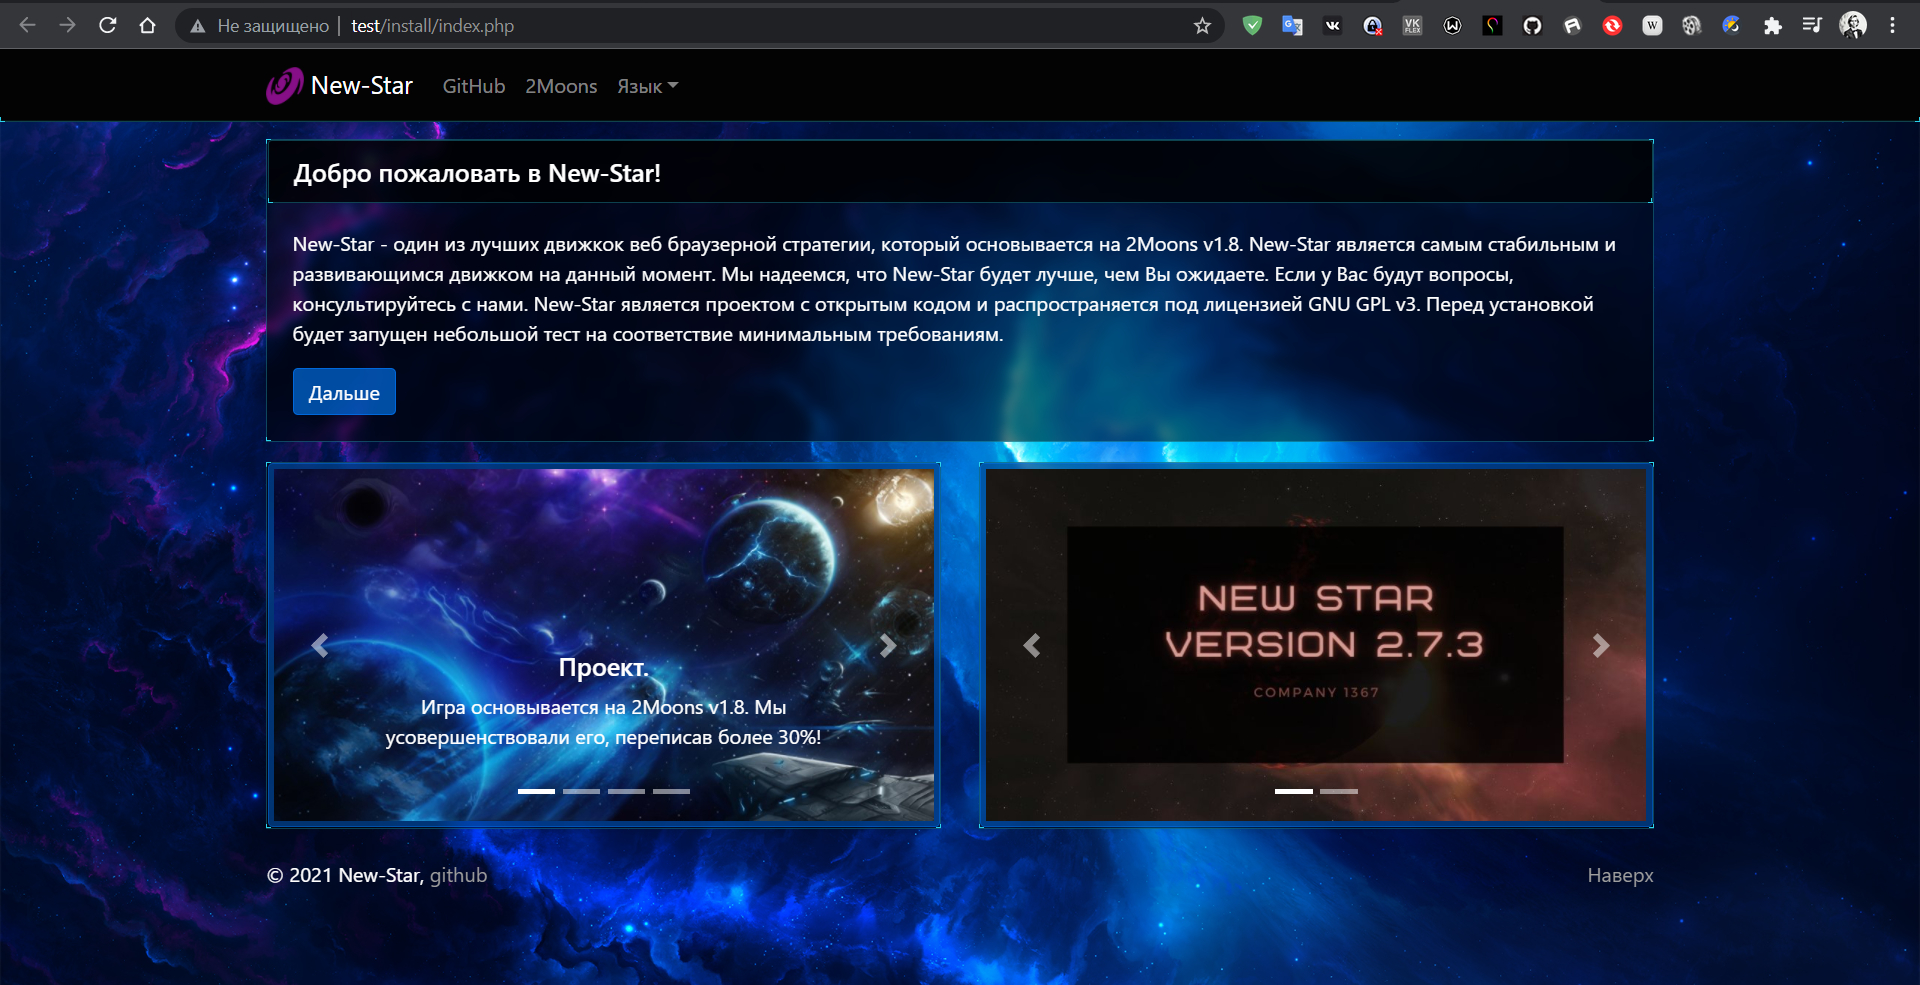 Не защищено | test/install/index.php
New-Star GitHub 2Moons Язык
Добро пожаловать в New-Star!
New-Star - один из лучших движкок веб браузерной стратегии, который основывается на 2Moons v1.8. New-Star является самым стабильным и
развивающимся движком на данный момент. Мы надеемся, что New-Star будет лучше, чем Вы ожидаете. Если у Вас будут вопросы,
консультируйтесь с нами. New-Star является проектом с открытым кодом и распространяется под лицензией GNU GPL v3. Перед установкой
будет запущен небольшой тест на соответствие минимальным требованиям.
Дальше
Проект.
Игра основывается на 2Moons v1.8. Мы
усовершенствовали его, переписав более 30%!
NEW STAR
VERSION 2.7.3
COMPANY 1367
© 2021 New-Star, github
Наверх